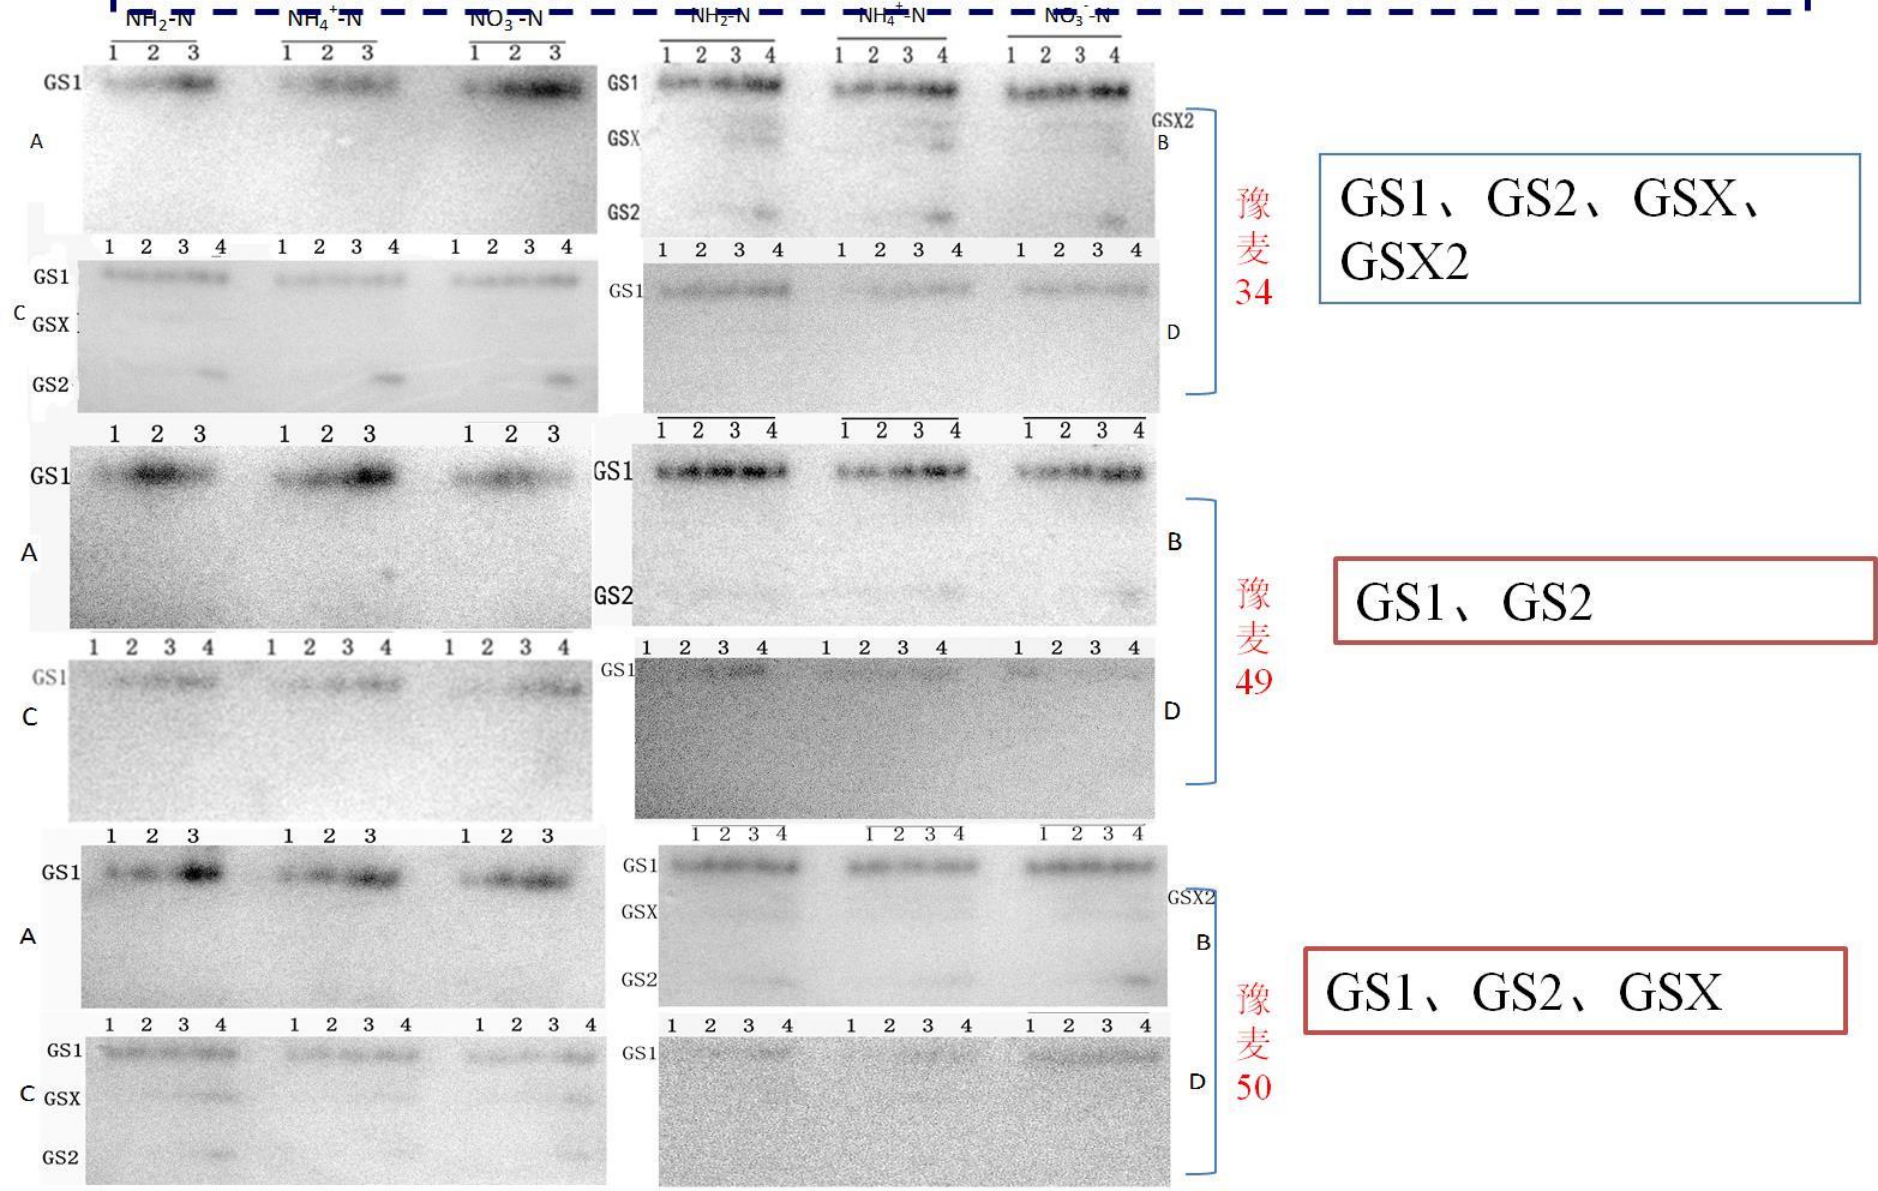 NH₂-N NH₄⁺-N NO₃⁻-N NH₂-N NH₄⁺-N NO₃⁻-N
1 2 3 1 2 3 1 2 3 1 2 3 4 1 2 3 4 1 2 3 4
GS1 GS1
GSX2
A GSX B
GS2
1 2 3 4 1 2 3 4 1 2 3 4 1 2 3 4 1 2 3 4 1 2 3 4
GS1 GS1
C GSX D
GS2
豫麦34
GS1、GS2、GSX、
GSX2
1 2 3 1 2 3 1 2 3 1 2 3 4 1 2 3 4 1 2 3 4
GS1 GS1
A B
GS2
1 2 3 4 1 2 3 4 1 2 3 4 1 2 3 4 1 2 3 4 1 2 3 4
GS1 GS1
C D
豫麦49
GS1、GS2
1 2 3 1 2 3 1 2 3 1 2 3 4 1 2 3 4 1 2 3 4
GS1 GS1
GSX2
GSX
A B
GS2
1 2 3 4 1 2 3 4 1 2 3 4 1 2 3 4 1 2 3 4 1 2 3 4
GS1 GS1
C GSX D
GS2
豫麦50
GS1、GS2、GSX